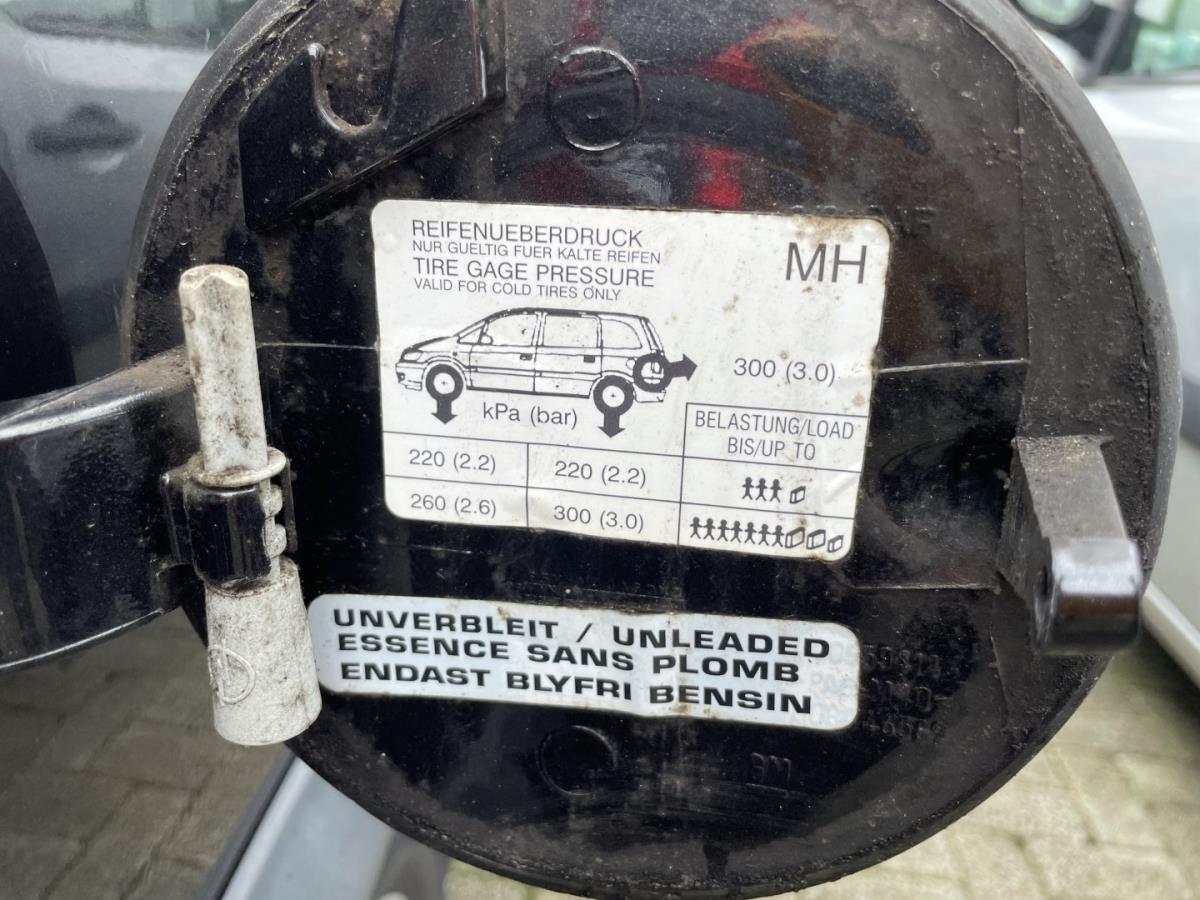 REIFENUEBERDRUCK
NUR GUELTIG FUER KALTE REIFEN
TIRE GAGE PRESSURE
VALID FOR COLD TIRES ONLY
MH
300 (3.0)
kPa (bar)
BELASTUNG/LOAD
BIS/UP TO
220 (2.2) 220 (2.2)
260 (2.6) 300 (3.0)
UNVERBLEIT / UNLEADED
ESSENCE SANS PLOMB
ENDAST BLYFRI BENSIN